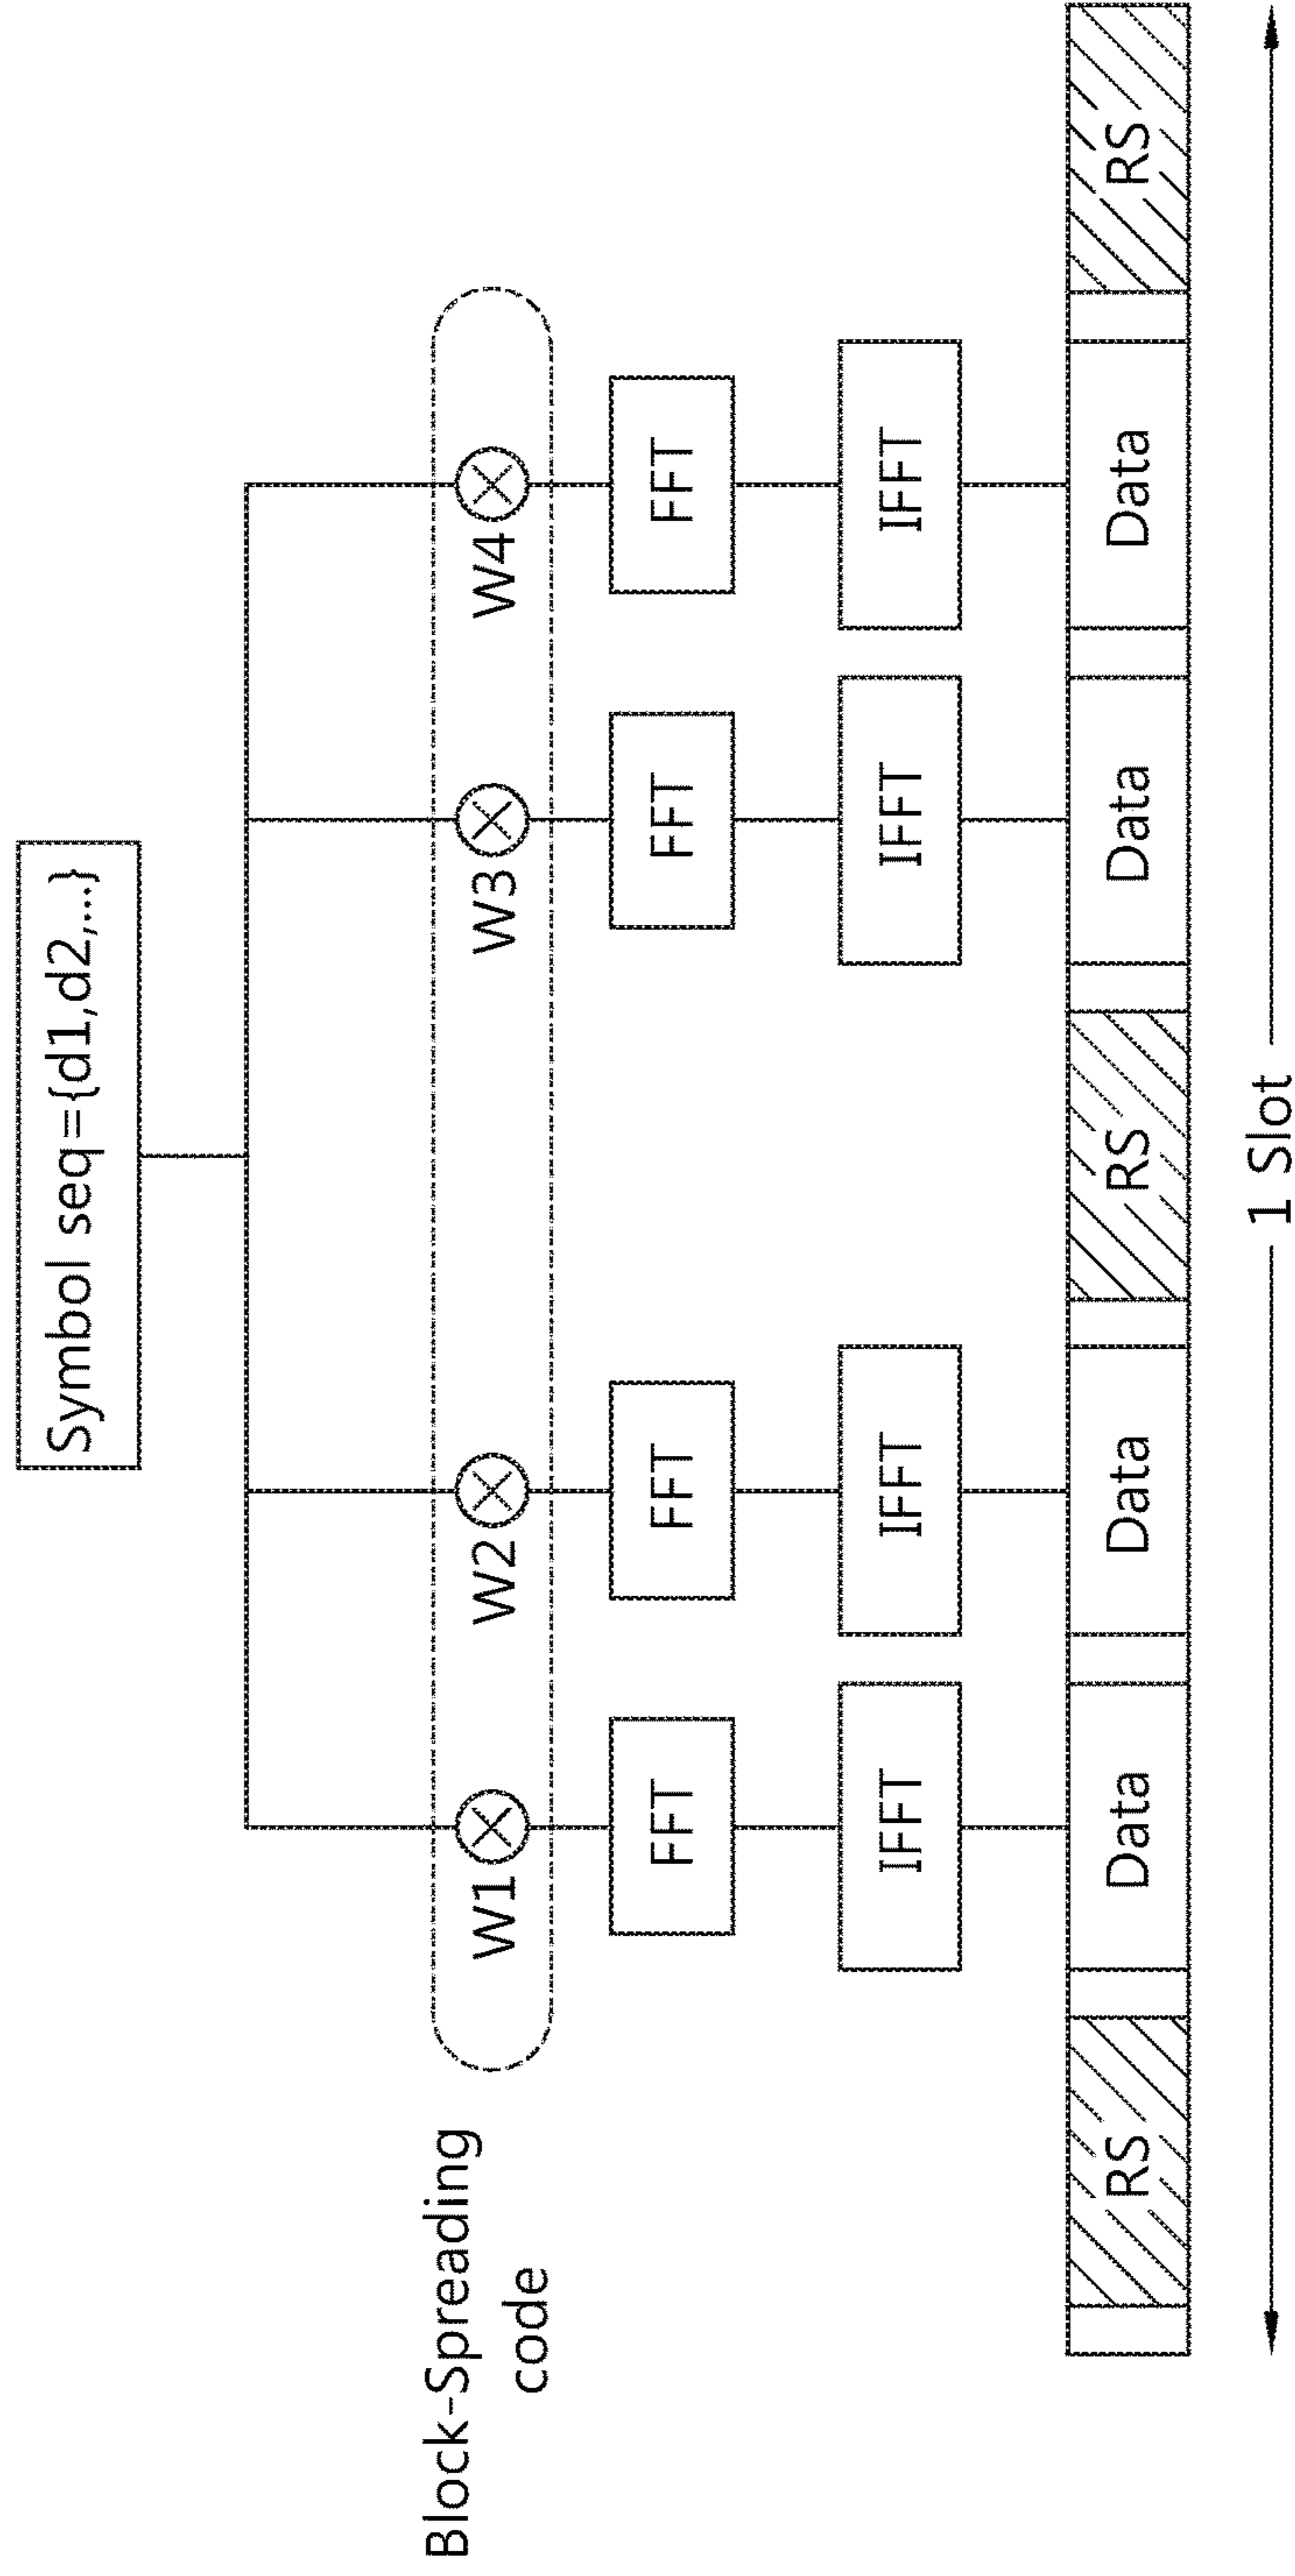 Symbol seq={d1,d2,...}
Block-Spreading
code
W1 W2 W3 W4
FFT FFT FFT FFT
IFFT IFFT IFFT IFFT
RS Data Data RS Data Data RS
1 Slot